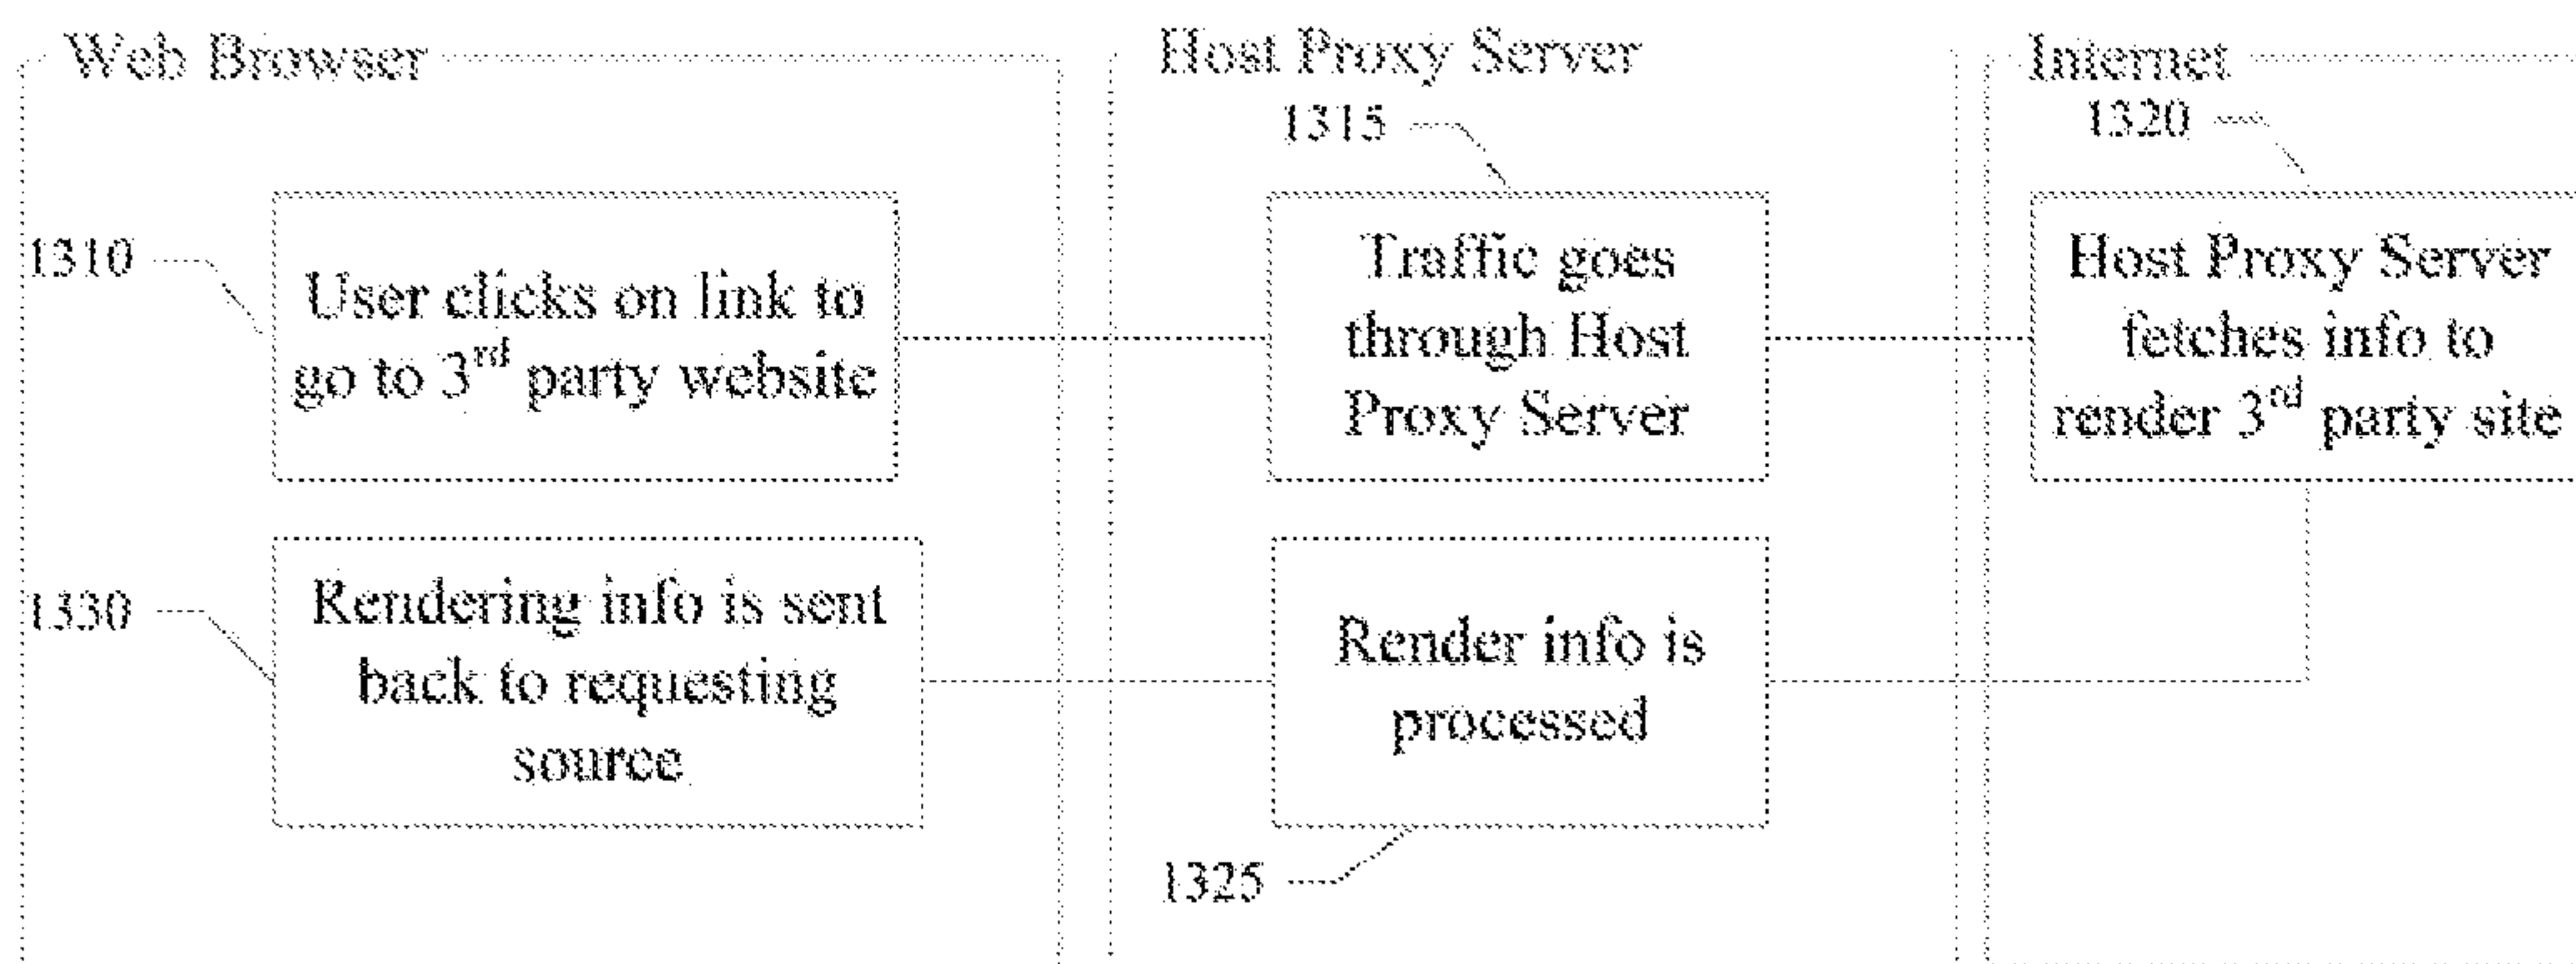 Web Browser
Host Proxy Server
Internet
1310
User clicks on link to
go to 3rd party website
1315
Traffic goes
through Host
Proxy Server
1320
Host Proxy Server
fetches info to
render 3rd party site
1330
Rendering info is sent
back to requesting
source
Render info is
processed
1325